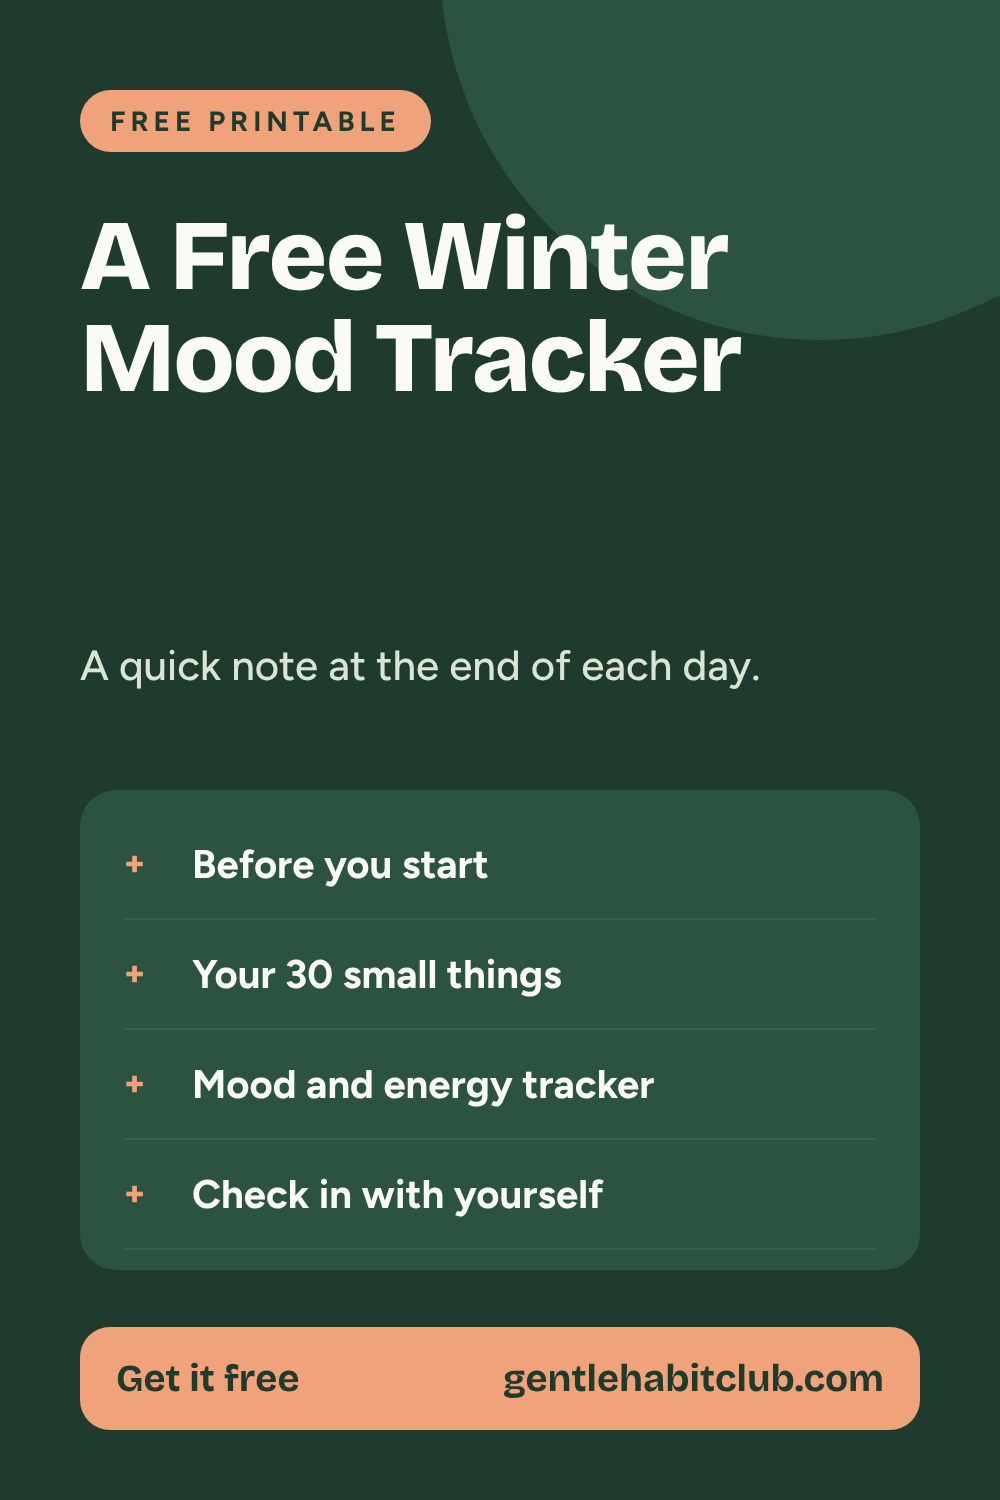 FREE PRINTABLE
A Free Winter
Mood Tracker
A quick note at the end of each day.
+ Before you start
+ Your 30 small things
+ Mood and energy tracker
+ Check in with yourself
Get it free gentlehabitclub.com